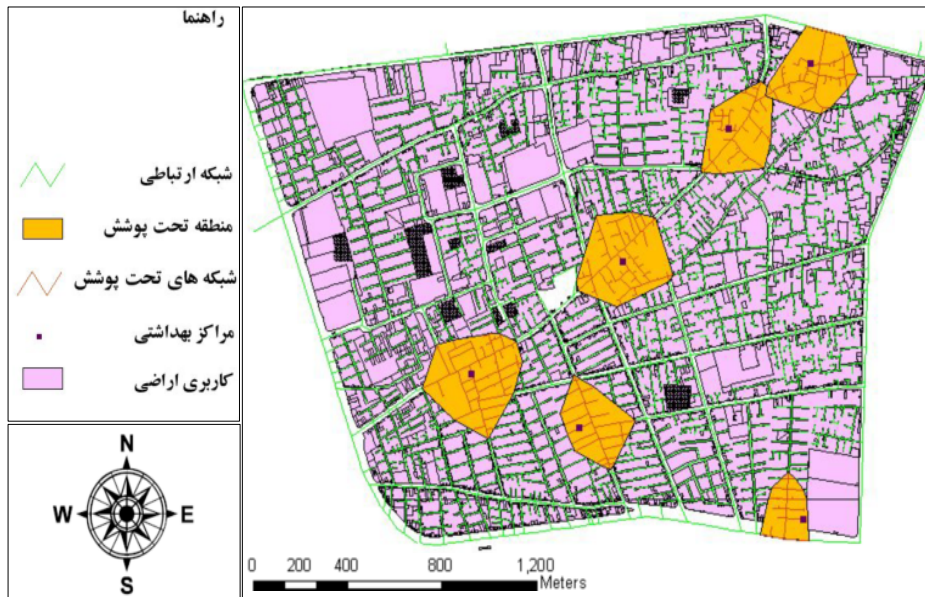 راهنما
شبکه ارتباطی
منطقه تحت پوشش
شبکه های تحت پوشش
مراکز بهداشتی
کاربری اراضی
N
W E
S
0 200 400 800 1,200
Meters